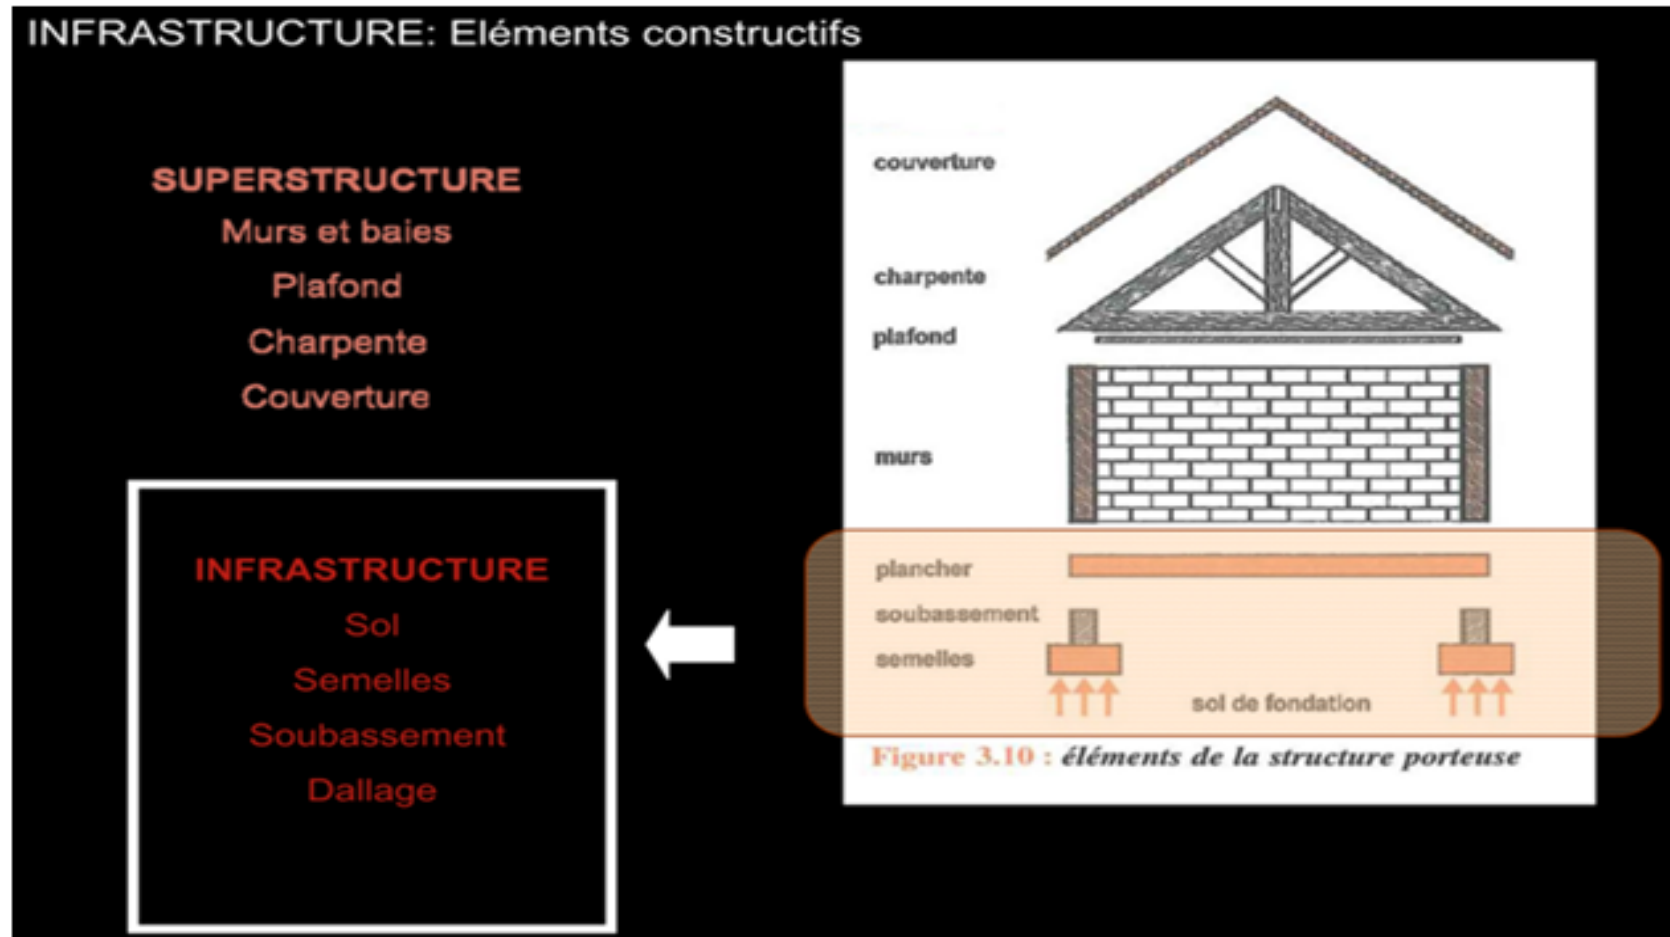 INFRASTRUCTURE: Eléments constructifs
SUPERSTRUCTURE
Murs et baies
Plafond
Charpente
Couverture
INFRASTRUCTURE
Sol
Semelles
Soubassement
Dallage
couverture
charpente
plafond
murs
plancher
soubassement
semelles
sol de fondation
Figure 3.10 : éléments de la structure porteuse